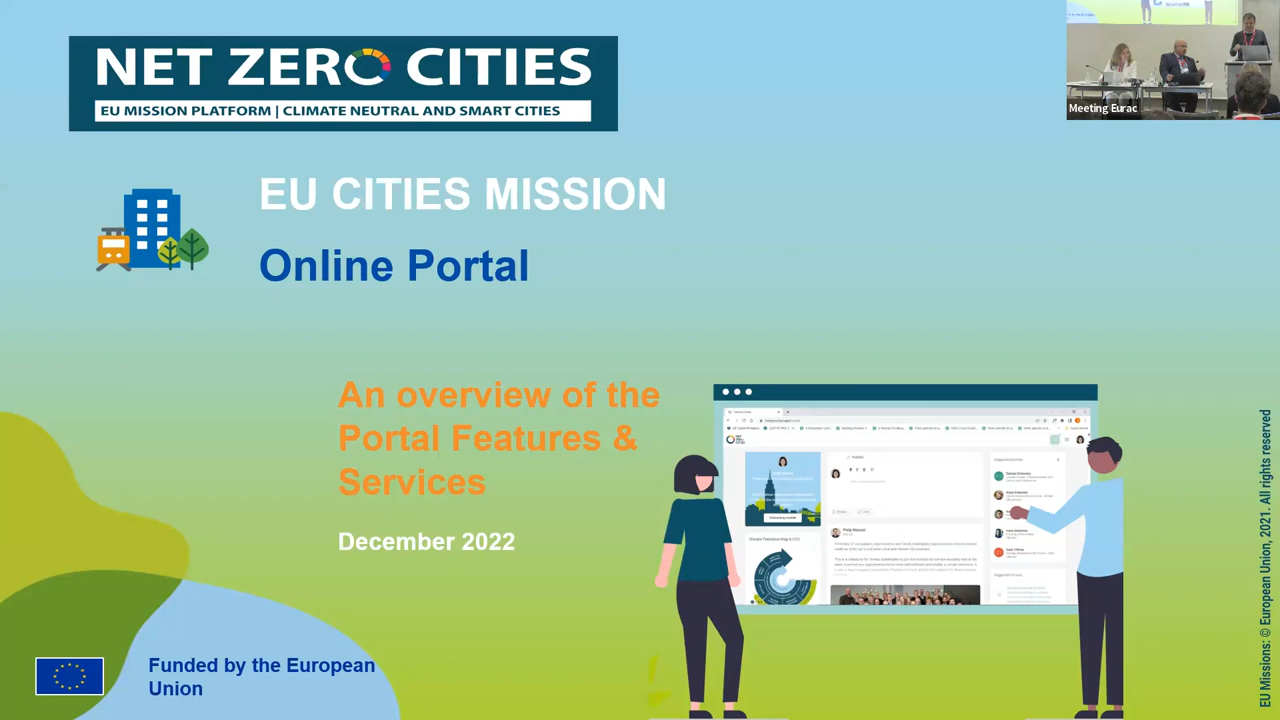 NET ZERO CITIES
EU MISSION PLATFORM | CLIMATE NEUTRAL AND SMART CITIES
Meeting Eurac
EU CITIES MISSION
Online Portal
An overview of the
Portal Features &
Services
December 2022
Funded by the European
Union
EU Missions: © European Union, 2021. All rights reserved